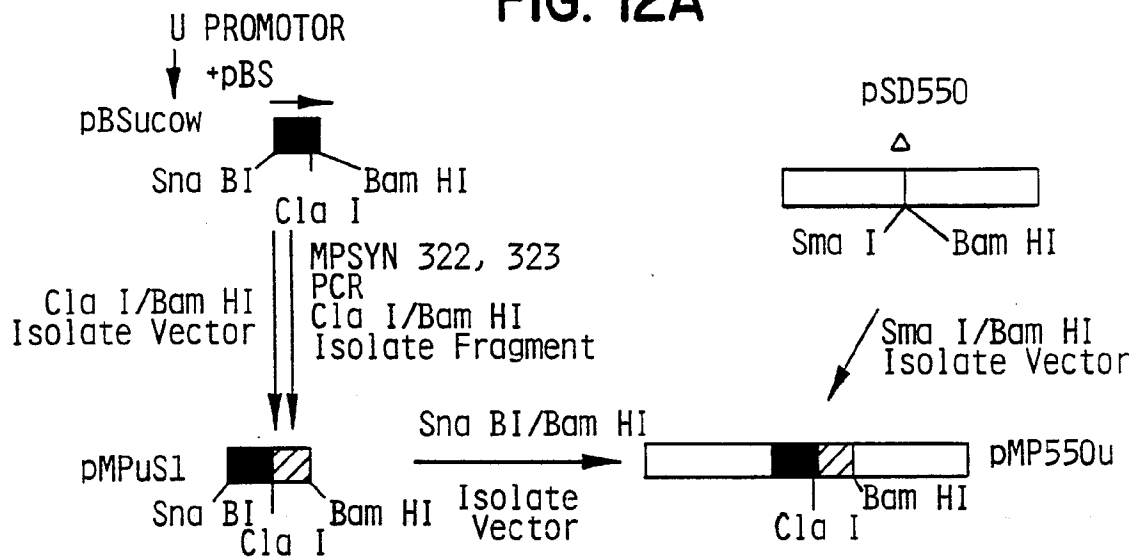 FIG. 12A
U PROMOTOR
+pBS
pBSucow
Sna BI
Bam HI
Cla I
pSD550
Δ
Sma I
Bam HI
Cla I/Bam HI
Isolate Vector
MPSYN 322, 323
PCR
Cla I/Bam HI
Isolate Fragment
Sma I/Bam HI
Isolate Vector
pMPuS1
Sna BI
Cla I
Bam HI
Sna BI/Bam HI
Isolate
Vector
pMP550u
Bam HI
Cla I